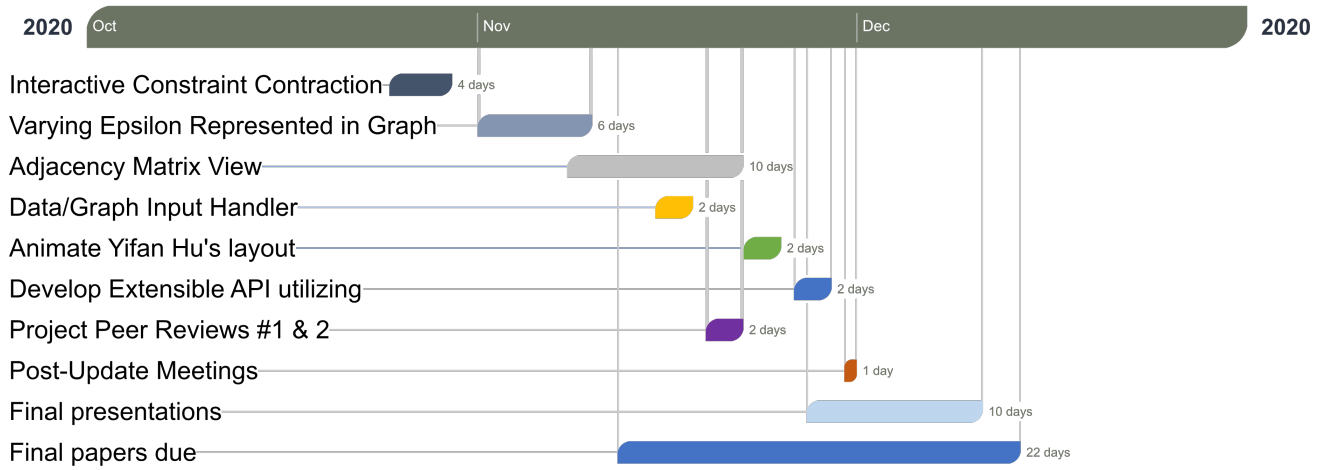 2020 Oct Nov Dec 2020
Interactive Constraint Contraction 4 days
Varying Epsilon Represented in Graph 6 days
Adjacency Matrix View 10 days
Data/Graph Input Handler 2 days
Animate Yifan Hu's layout 2 days
Develop Extensible API utilizing 2 days
Project Peer Reviews #1 & 2 2 days
Post-Update Meetings 1 day
Final presentations 10 days
Final papers due 22 days